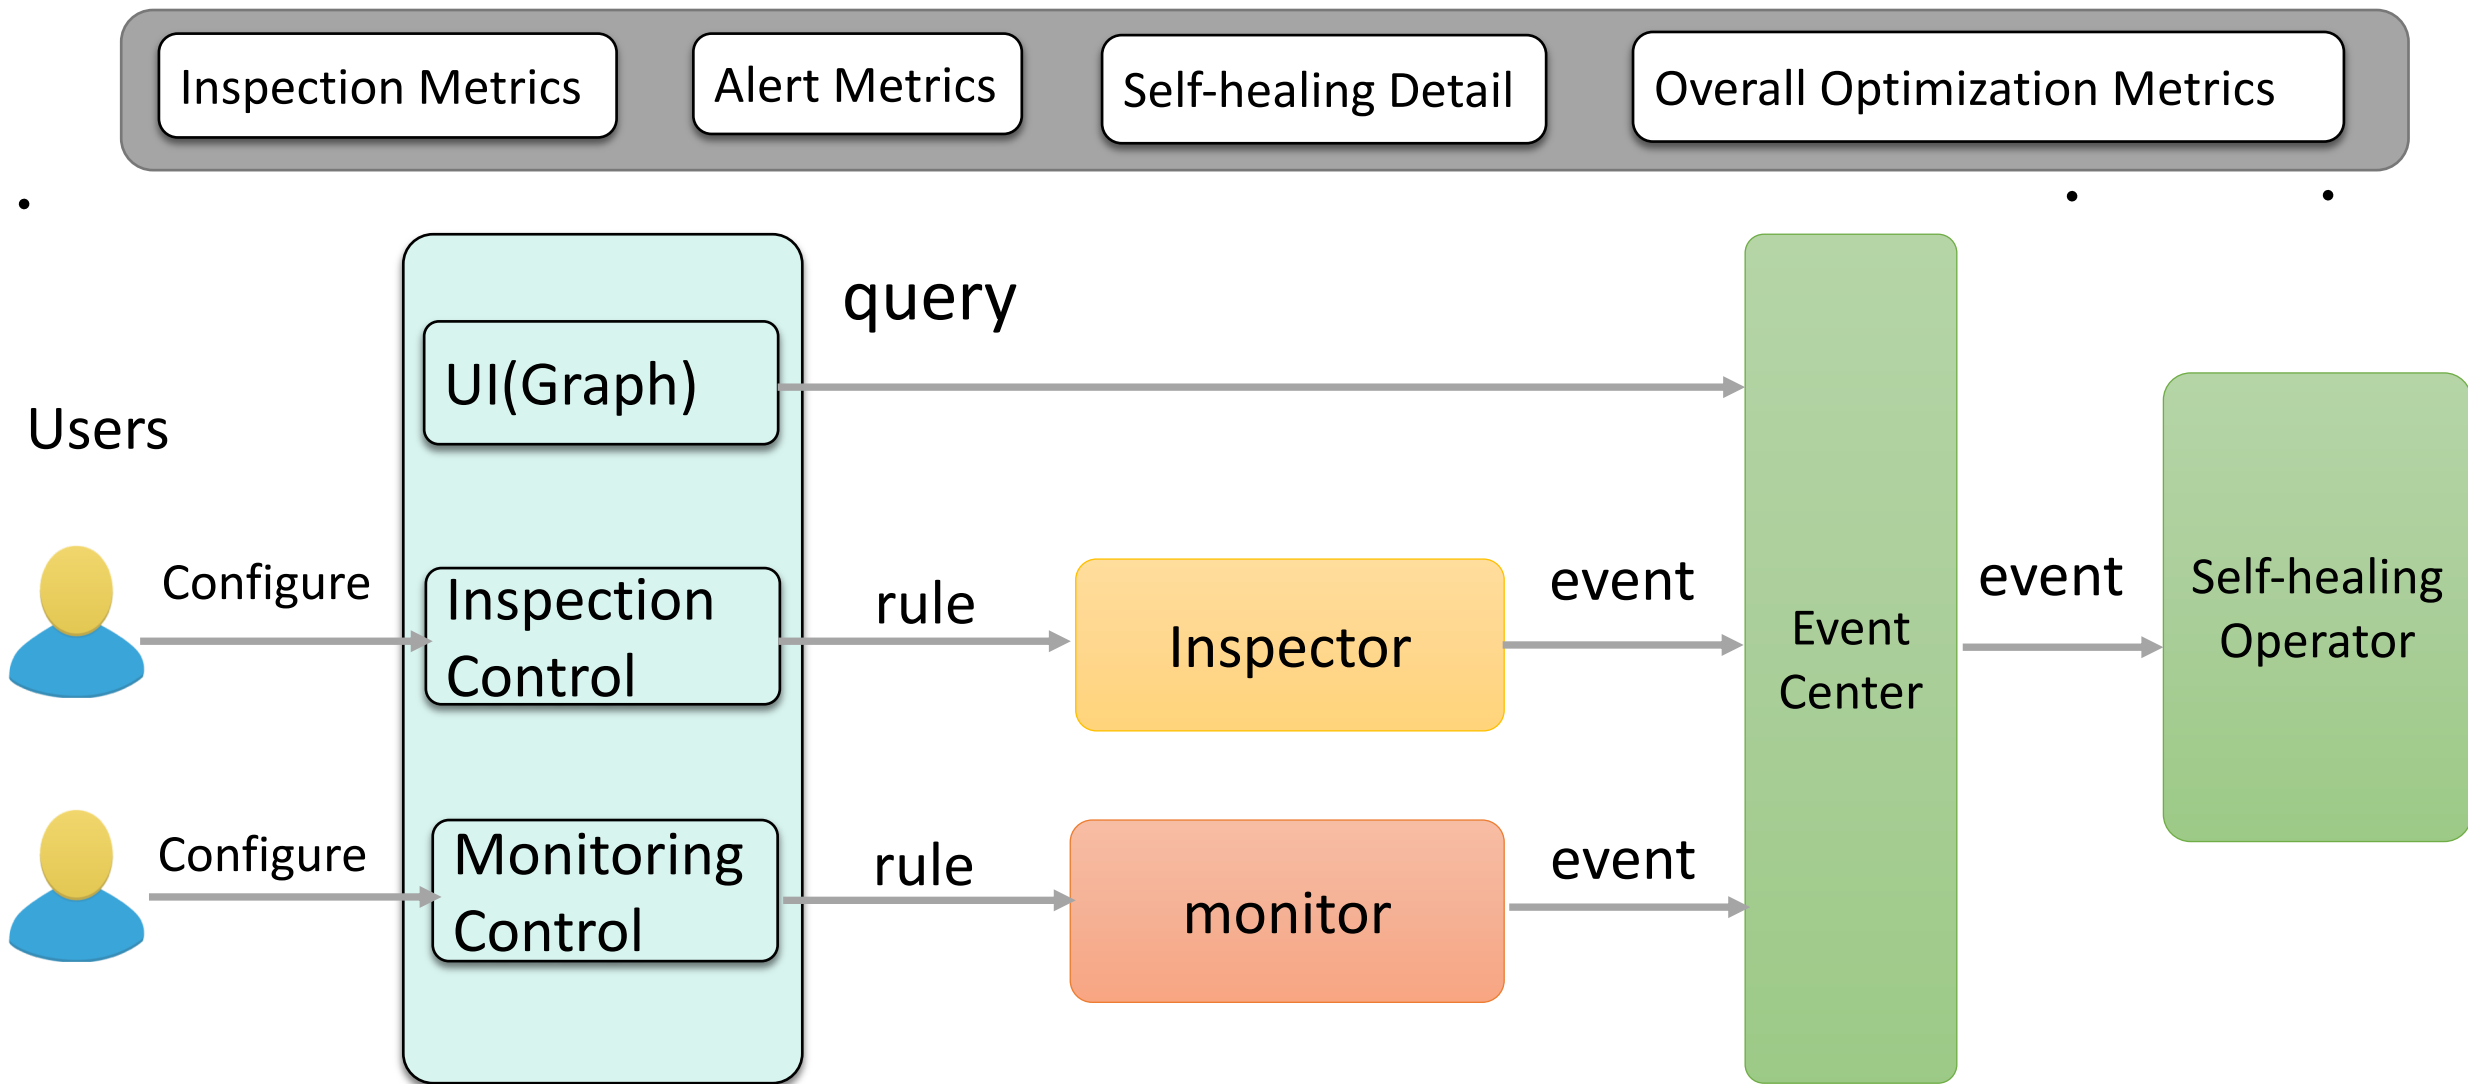 Inspection Metrics
Alert Metrics
Self-healing Detail
Overall Optimization Metrics
query
UI(Graph)
Users
Configure
Inspection
Control
rule
Inspector
event
Event
Center
event
Self-healing
Operator
Configure
Monitoring
Control
rule
monitor
event